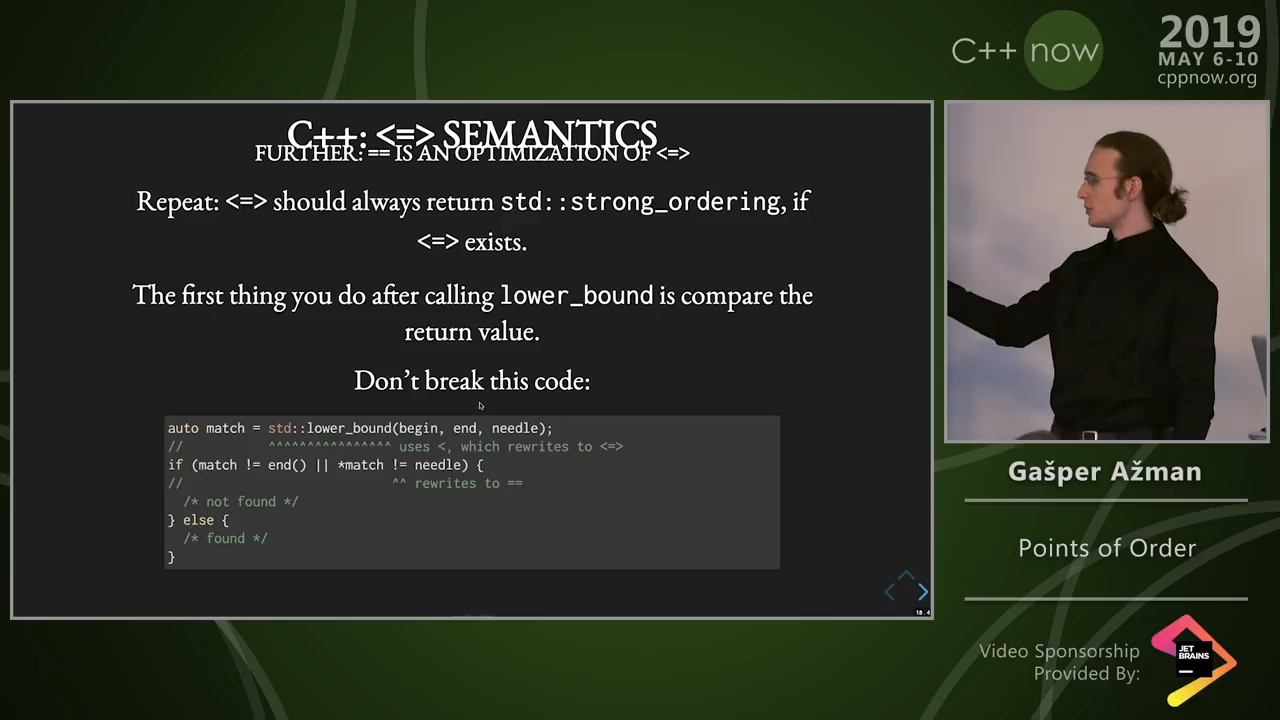 C++ now
2019
MAY 6-10
cppnow.org
C++: <=> SEMANTICS
FURTHER: == IS AN OPTIMIZATION OF <=>
Repeat: <=> should always return std::strong_ordering, if
<=> exists.
The first thing you do after calling lower_bound is compare the
return value.
Don't break this code:
auto match = std::lower_bound(begin, end, needle);
//           ^^^^^^^^^^^^^^^^ uses <, which rewrites to <=>
if (match != end() || *match != needle) {
//                           ^^ rewrites to ==
  /* not found */
} else {
  /* found */
}
18.4
Gašper Ažman
Points of Order
Video Sponsorship
Provided By:
JET
BRAINS